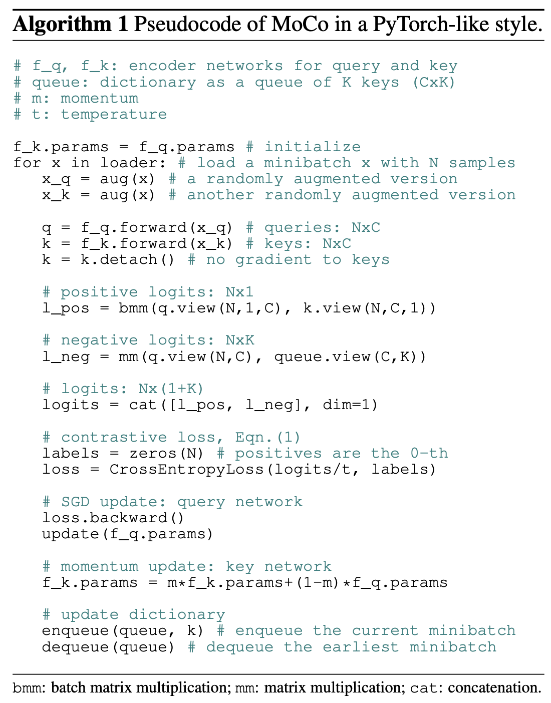 Algorithm 1 Pseudocode of MoCo in a PyTorch-like style.
# f_q, f_k: encoder networks for query and key
# queue: dictionary as a queue of K keys (CxK)
# m: momentum
# t: temperature
f_k.params = f_q.params # initialize
for x in loader: # load a minibatch x with N samples
x_q = aug(x) # a randomly augmented version
x_k = aug(x) # another randomly augmented version
q = f_q.forward(x_q) # queries: NxC
k = f_k.forward(x_k) # keys: NxC
k = k.detach() # no gradient to keys
# positive logits: Nx1
l_pos = bmm(q.view(N,1,C), k.view(N,C,1))
# negative logits: NxK
l_neg = mm(q.view(N,C), queue.view(C,K))
# logits: Nx(1+K)
logits = cat([l_pos, l_neg], dim=1)
# contrastive loss, Eqn.(1)
labels = zeros(N) # positives are the 0-th
loss = CrossEntropyLoss(logits/t, labels)
# SGD update: query network
loss.backward()
update(f_q.params)
# momentum update: key network
f_k.params = m*f_k.params+(1-m)*f_q.params
# update dictionary
enqueue(queue, k) # enqueue the current minibatch
dequeue(queue) # dequeue the earliest minibatch
bmm: batch matrix multiplication; mm: matrix multiplication; cat: concatenation.